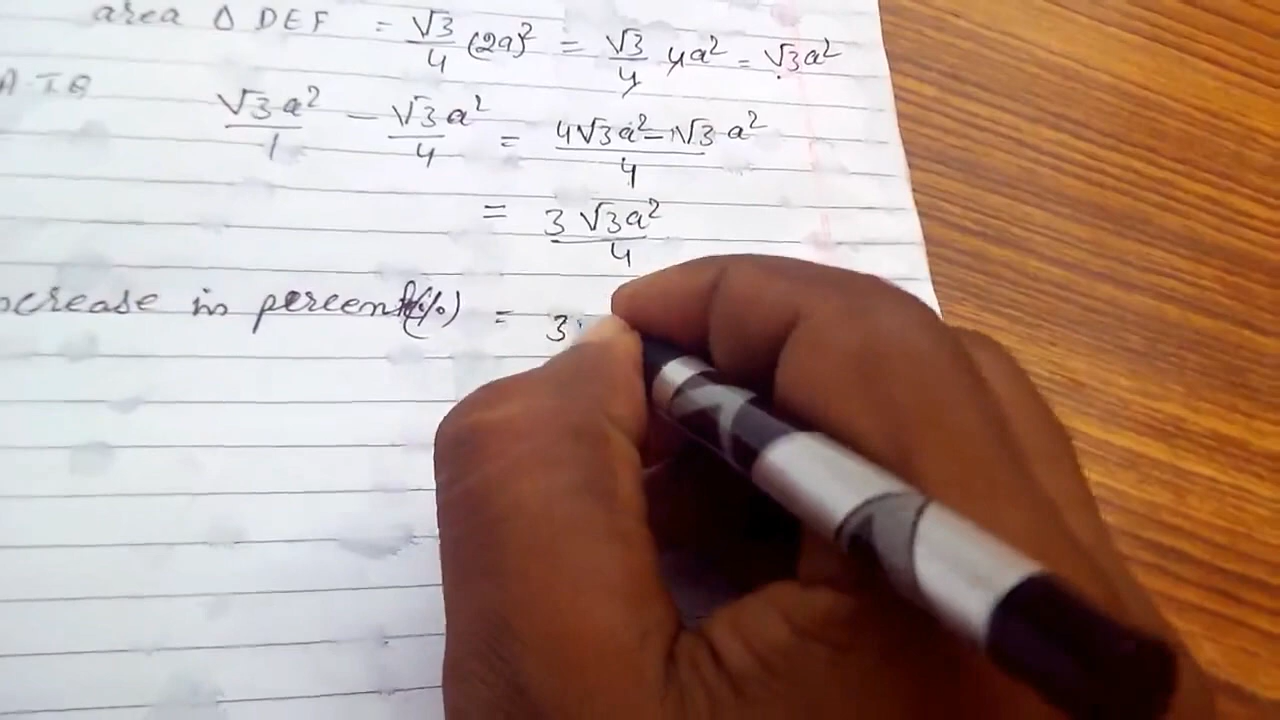 area Δ DEF = √3/4 (2a)² = √3/4 4a² = √3a²
A.T.Q
√3a²/1 - √3a²/4 = 4√3a² - 1√3a²/4
= 3√3a²/4
crease in percent(%) = 3